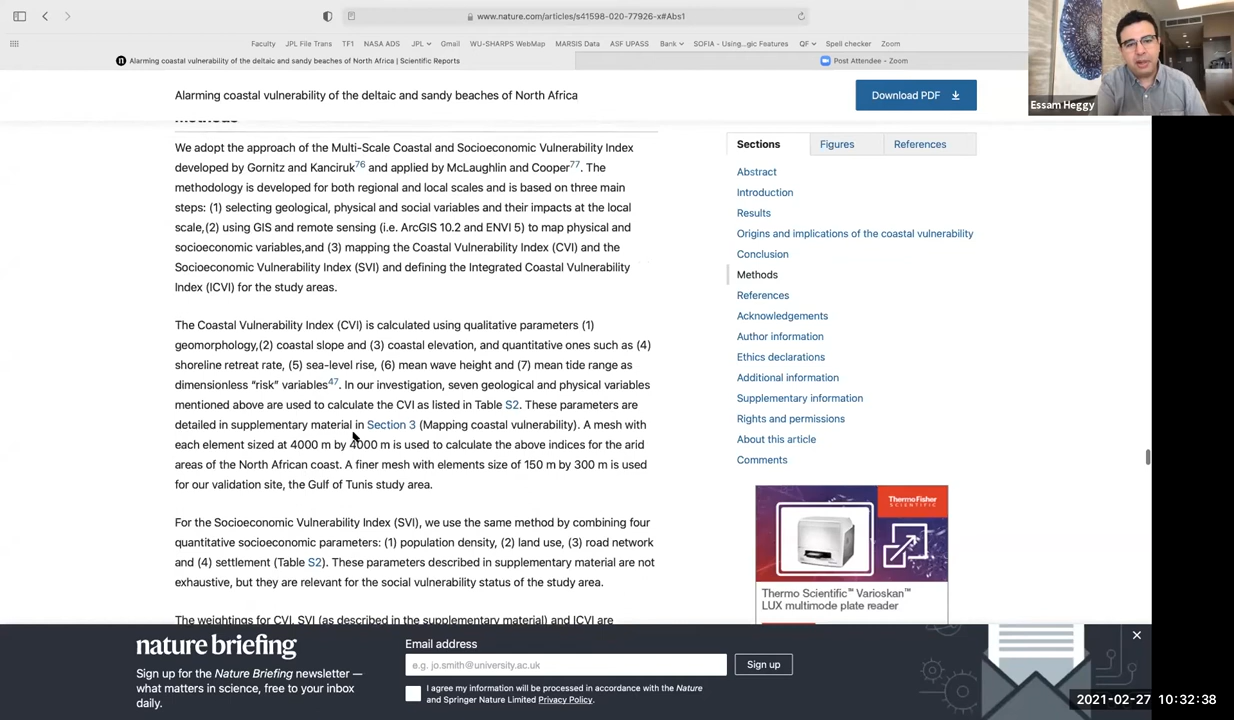 www.nature.com/articles/s41598-020-77926-x#Abs1
Faculty JPL File Trans TF1 NASA ADS JPL Gmail WU-SHARPS WebMap MARSIS Data ASF UPASS Bank SOFIA - Using...gic Features QF Spell checker Zoom
Alarming coastal vulnerability of the deltaic and sandy beaches of North Africa | Scientific Reports
Post Attendee - Zoom
Essam Heggy
Alarming coastal vulnerability of the deltaic and sandy beaches of North Africa
Download PDF
Methods
We adopt the approach of the Multi-Scale Coastal and Socioeconomic Vulnerability Index
developed by Gornitz and Kanciruk76 and applied by McLaughlin and Cooper77. The
methodology is developed for both regional and local scales and is based on three main
steps: (1) selecting geological, physical and social variables and their impacts at the local
scale,(2) using GIS and remote sensing (i.e. ArcGIS 10.2 and ENVI 5) to map physical and
socioeconomic variables,and (3) mapping the Coastal Vulnerability Index (CVI) and the
Socioeconomic Vulnerability Index (SVI) and defining the Integrated Coastal Vulnerability
Index (ICVI) for the study areas.
The Coastal Vulnerability Index (CVI) is calculated using qualitative parameters (1)
geomorphology,(2) coastal slope and (3) coastal elevation, and quantitative ones such as (4)
shoreline retreat rate, (5) sea-level rise, (6) mean wave height and (7) mean tide range as
dimensionless “risk” variables47. In our investigation, seven geological and physical variables
mentioned above are used to calculate the CVI as listed in Table S2. These parameters are
detailed in supplementary material in Section 3 (Mapping coastal vulnerability). A mesh with
each element sized at 4000 m by 4000 m is used to calculate the above indices for the arid
areas of the North African coast. A finer mesh with elements size of 150 m by 300 m is used
for our validation site, the Gulf of Tunis study area.
For the Socioeconomic Vulnerability Index (SVI), we use the same method by combining four
quantitative socioeconomic parameters: (1) population density, (2) land use, (3) road network
and (4) settlement (Table S2). These parameters described in supplementary material are not
exhaustive, but they are relevant for the social vulnerability status of the study area.
The weightings for CVI, SVI (as described in the supplementary material) and ICVI are
Sections Figures References
Abstract
Introduction
Results
Origins and implications of the coastal vulnerability
Conclusion
Methods
References
Acknowledgements
Author information
Ethics declarations
Additional information
Supplementary information
Rights and permissions
About this article
Comments
ThermoFisher
SCIENTIFIC
Thermo Scientific™ Varioskan™
LUX multimode plate reader
nature briefing
Sign up for the Nature Briefing newsletter —
what matters in science, free to your inbox
daily.
Email address
e.g. jo.smith@university.ac.uk
Sign up
I agree my information will be processed in accordance with the Nature
and Springer Nature Limited Privacy Policy.
2021-02-27 10:32:38